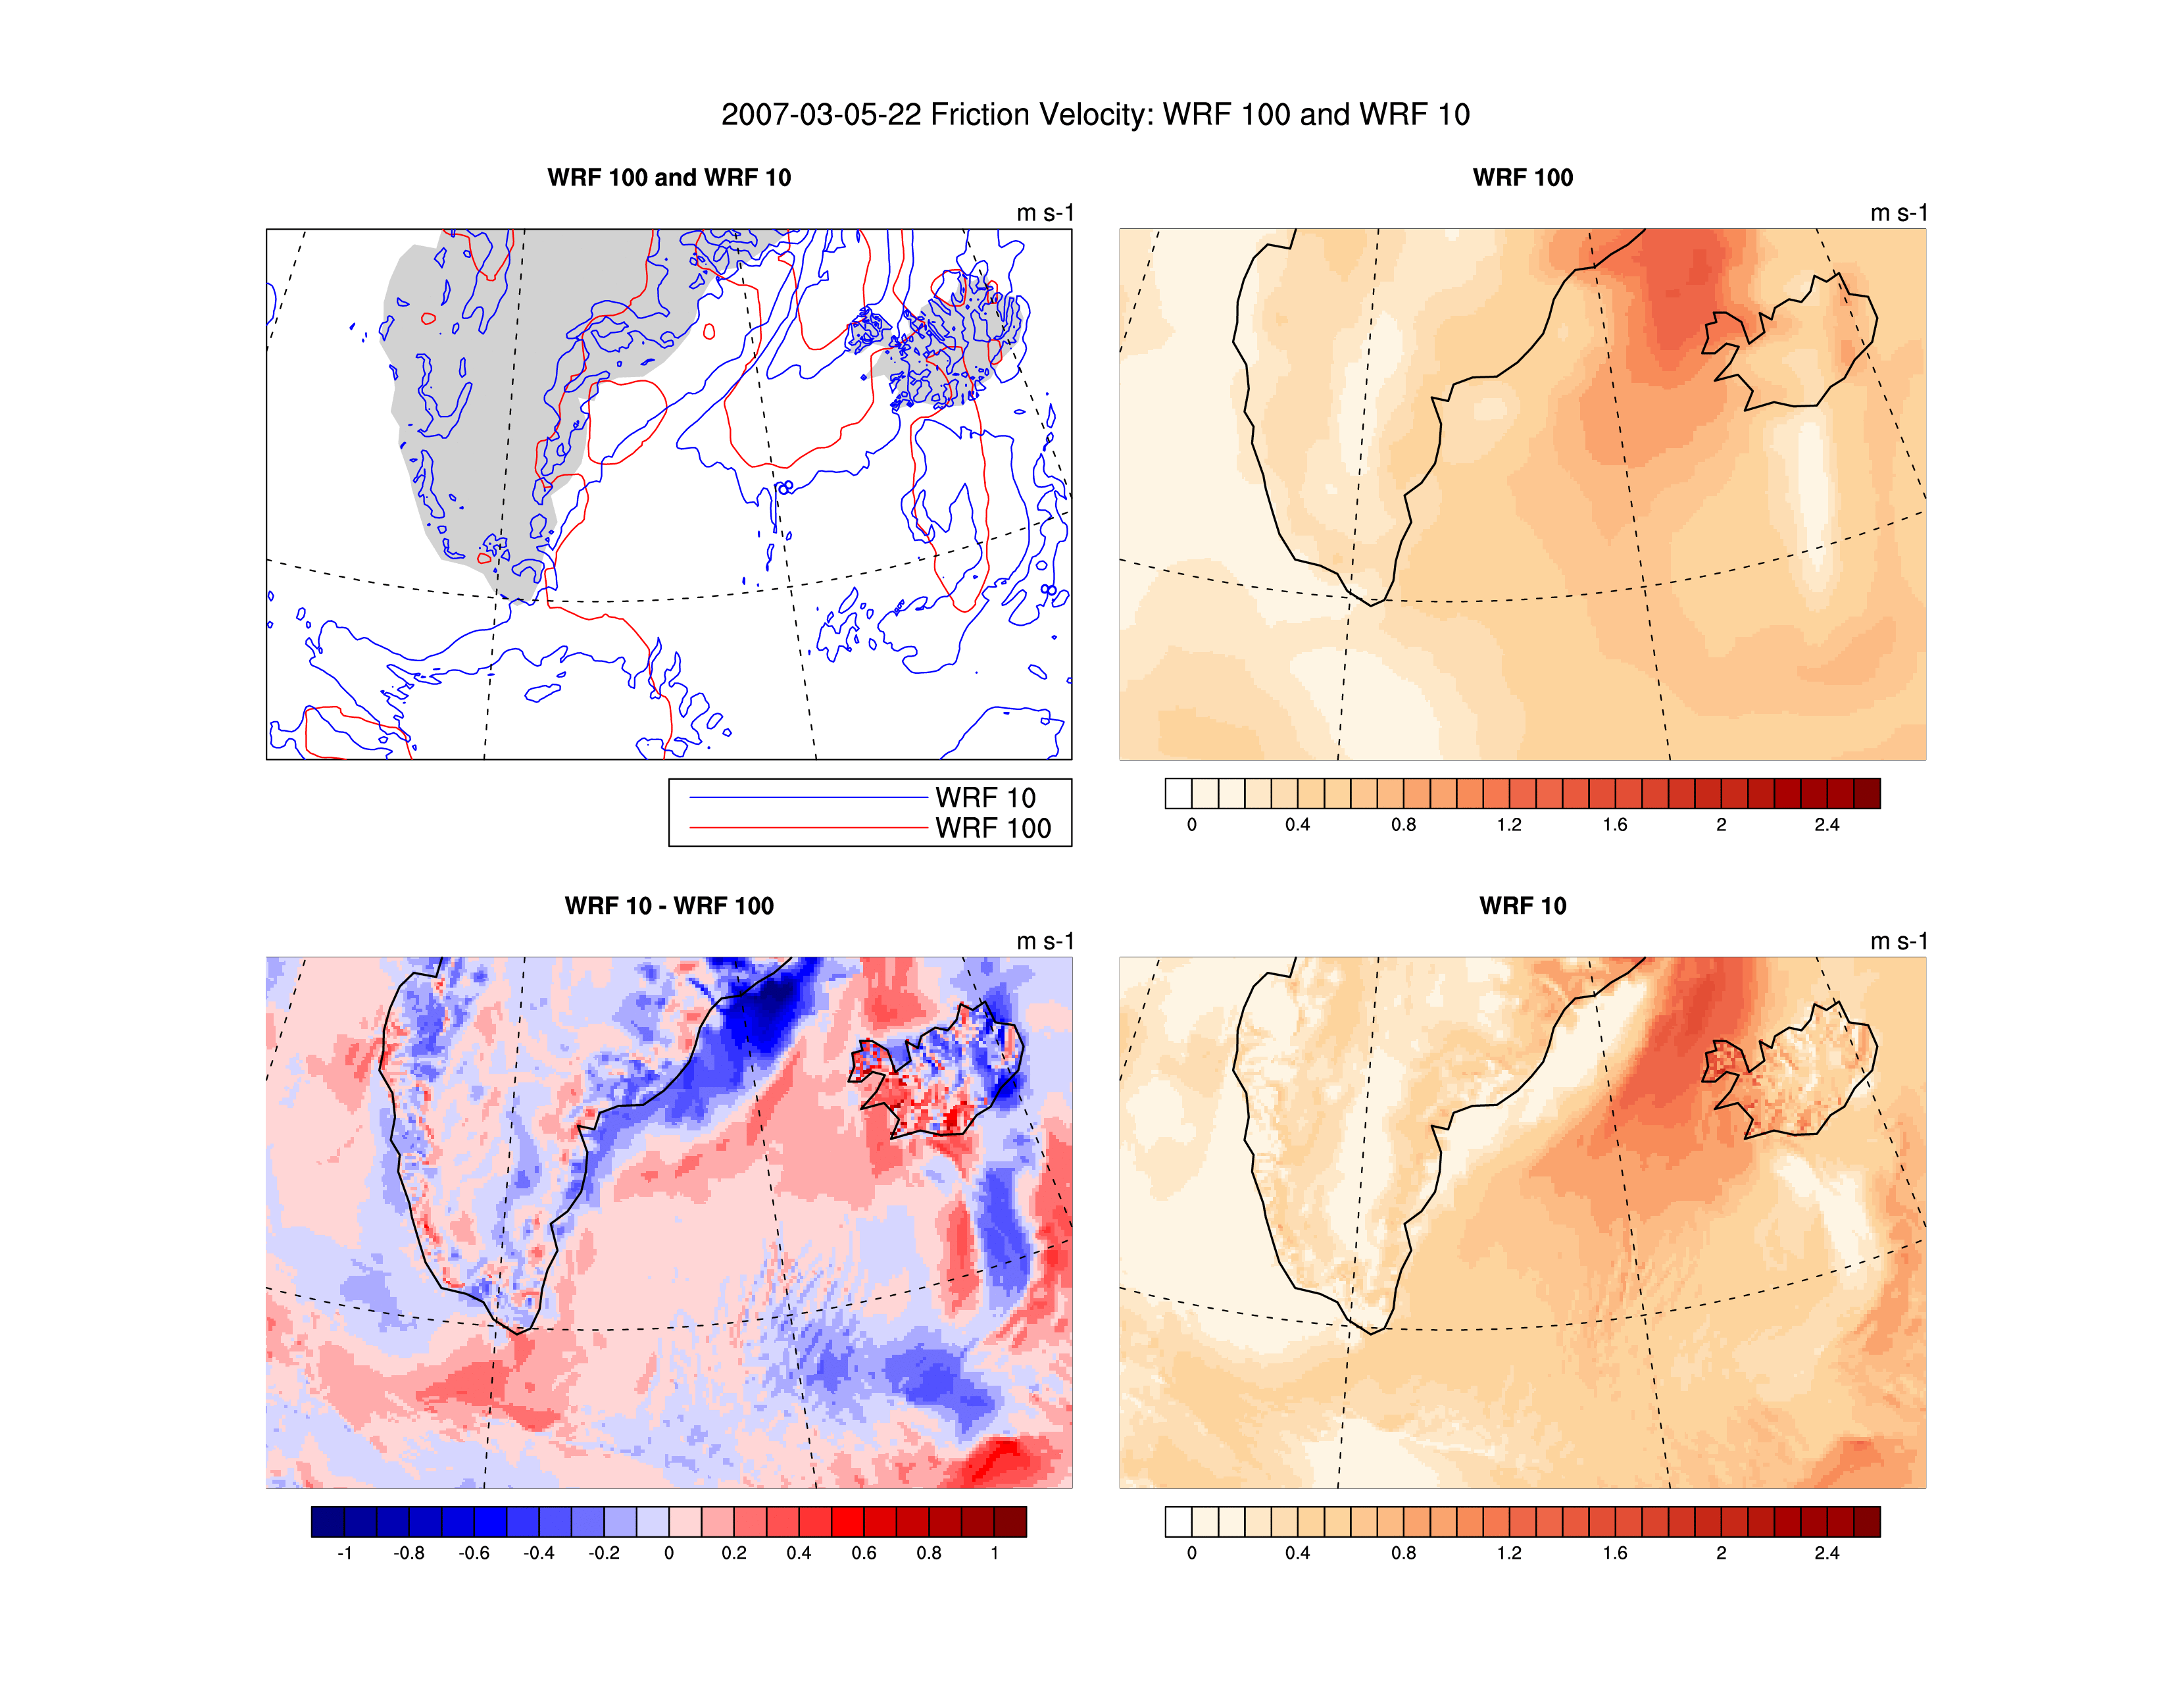 2007-03-05-22 Friction Velocity: WRF 100 and WRF 10
WRF 100 and WRF 10
m s-1
WRF 10
WRF 100
WRF 100
m s-1
0 0.4 0.8 1.2 1.6 2 2.4
WRF 10 - WRF 100
m s-1
-1 -0.8 -0.6 -0.4 -0.2 0 0.2 0.4 0.6 0.8 1
WRF 10
m s-1
0 0.4 0.8 1.2 1.6 2 2.4